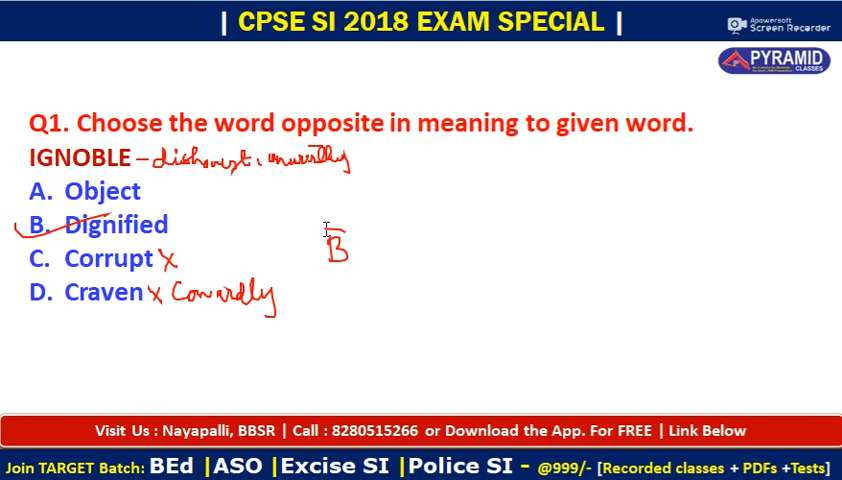 | CPSE SI 2018 EXAM SPECIAL |
Apowersoft
Screen Recorder
PYRAMID
CLASSES
Q1. Choose the word opposite in meaning to given word.
IGNOBLE - dishonest, unworthy
A. Object
B. Dignified
C. Corrupt x
D. Craven x Cowardly
B
Visit Us : Nayapalli, BBSR | Call : 8280515266 or Download the App. For FREE | Link Below
Join TARGET Batch: BEd |ASO |Excise SI |Police SI - @999/- [Recorded classes + PDFs +Tests]